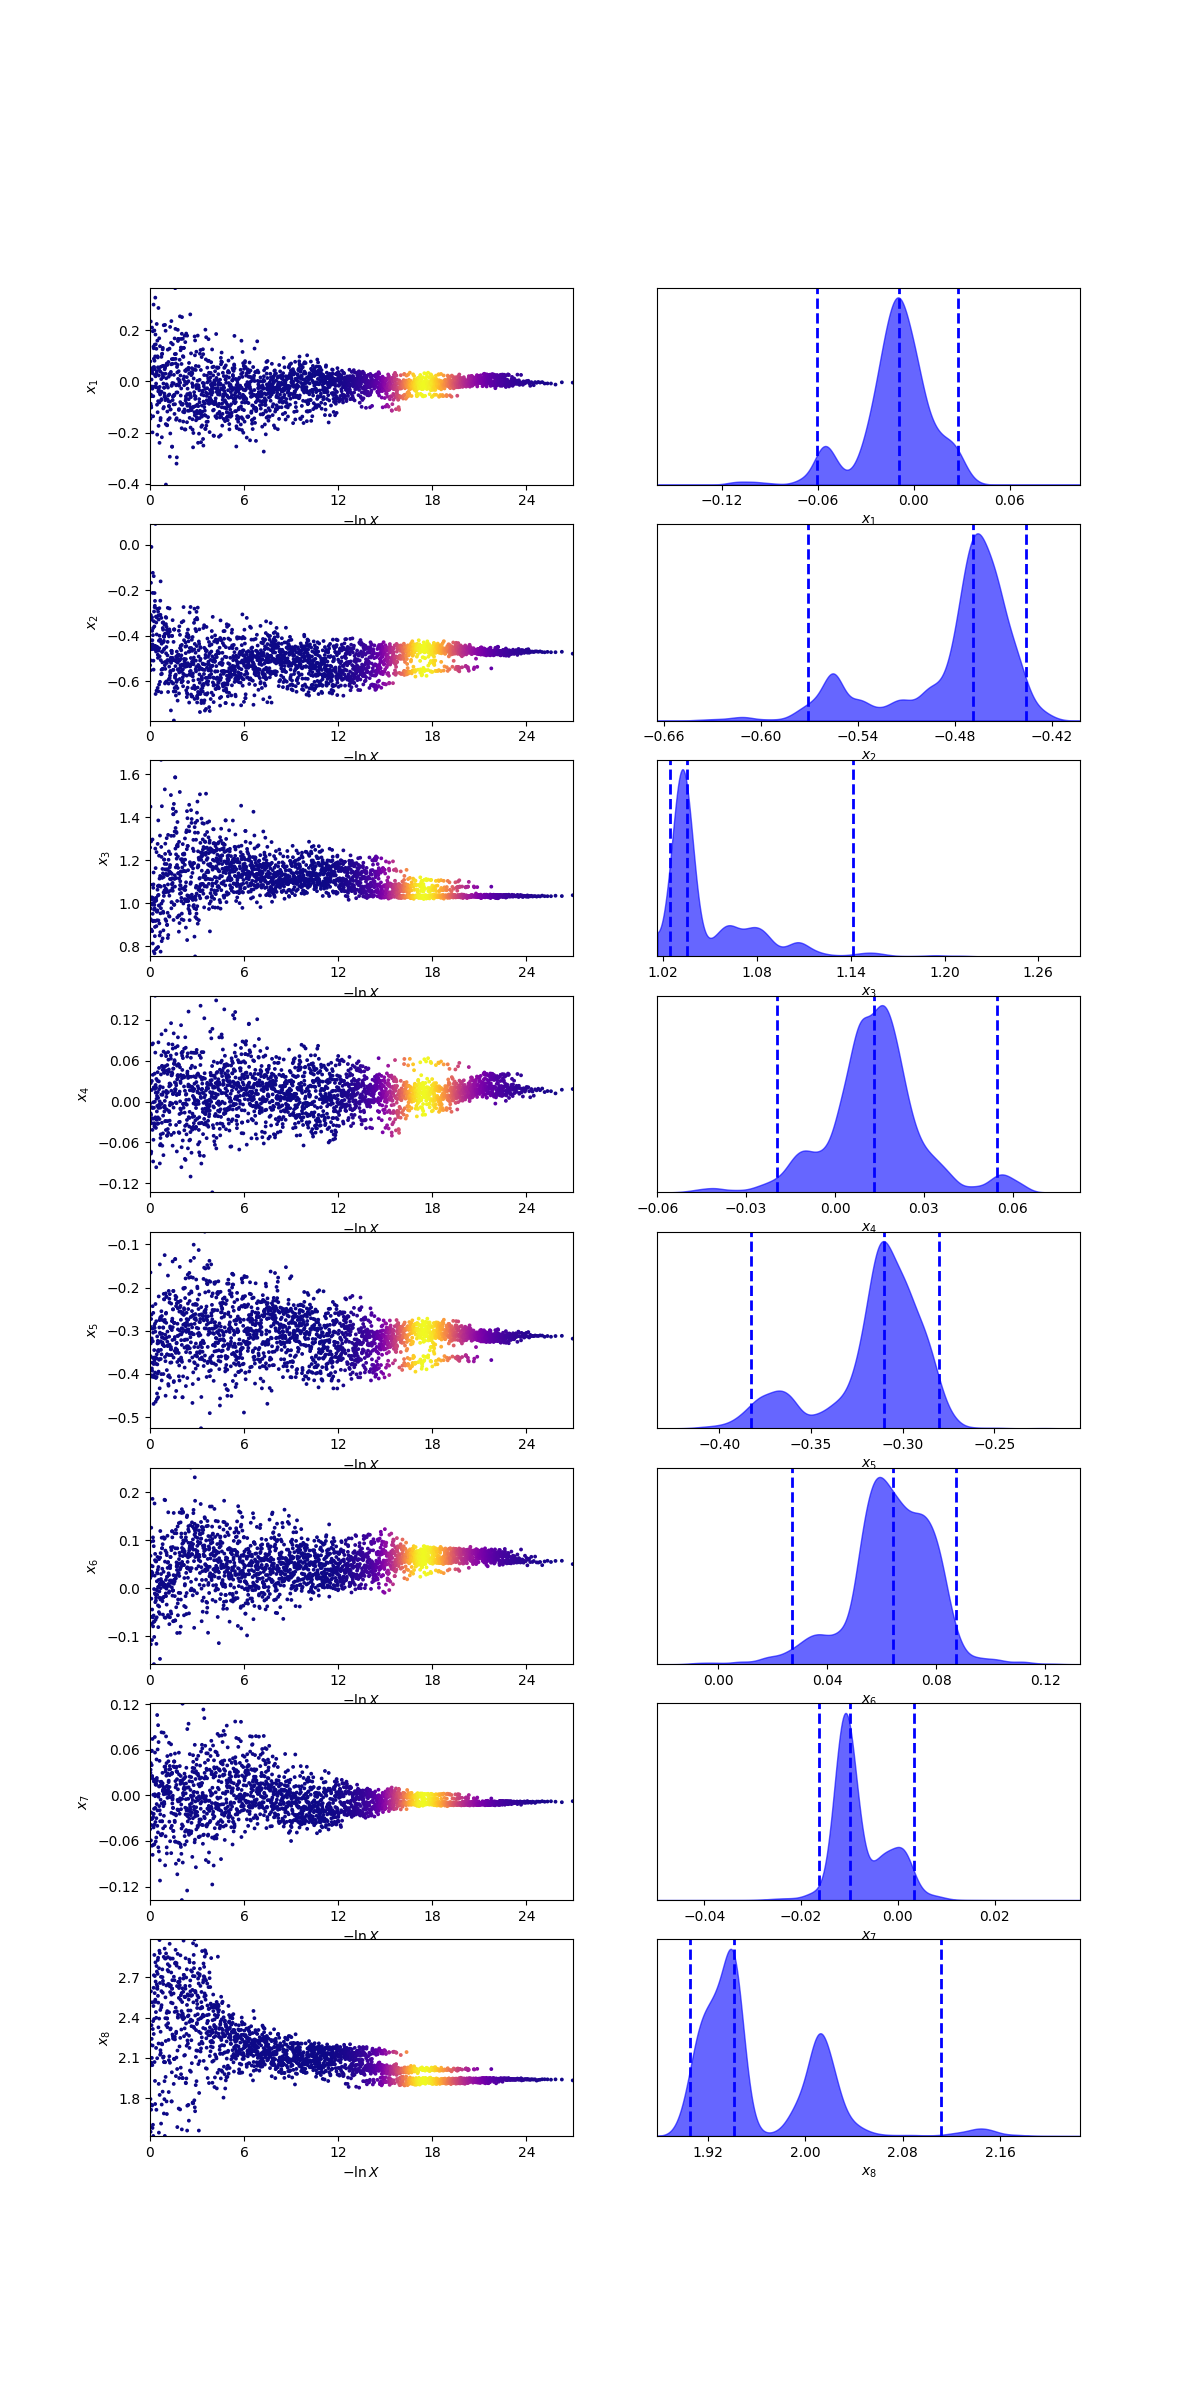 0.2
0.0
−0.2
−0.4
x₁
0 6 12 18 24
−ln X
−0.12 −0.06 0.00 0.06
x₁
0.0
−0.2
−0.4
−0.6
x₂
0 6 12 18 24
−ln X
−0.66 −0.60 −0.54 −0.48 −0.42
x₂
1.6
1.4
1.2
1.0
0.8
x₃
0 6 12 18 24
−ln X
1.02 1.08 1.14 1.20 1.26
x₃
0.12
0.06
0.00
−0.06
−0.12
x₄
0 6 12 18 24
−ln X
−0.06 −0.03 0.00 0.03 0.06
x₄
−0.1
−0.2
−0.3
−0.4
−0.5
x₅
0 6 12 18 24
−ln X
−0.40 −0.35 −0.30 −0.25
x₅
0.2
0.1
0.0
−0.1
x₆
0 6 12 18 24
−ln X
0.00 0.04 0.08 0.12
x₆
0.12
0.06
0.00
−0.06
−0.12
x₇
0 6 12 18 24
−ln X
−0.04 −0.02 0.00 0.02
x₇
2.7
2.4
2.1
1.8
x₈
0 6 12 18 24
−ln X
1.92 2.00 2.08 2.16
x₈